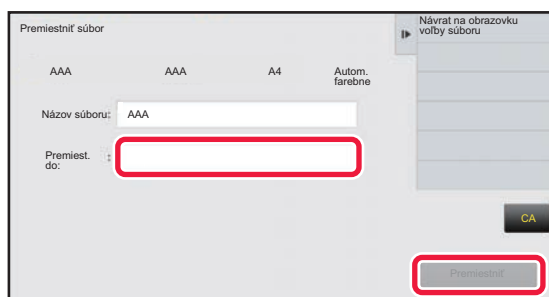 Premiestniť súbor
Návrat na obrazovku
voľby súboru
AAA AAA A4 Autom.
farebne
Názov súboru: AAA
Premiest.
do: :
CA
Premiestniť